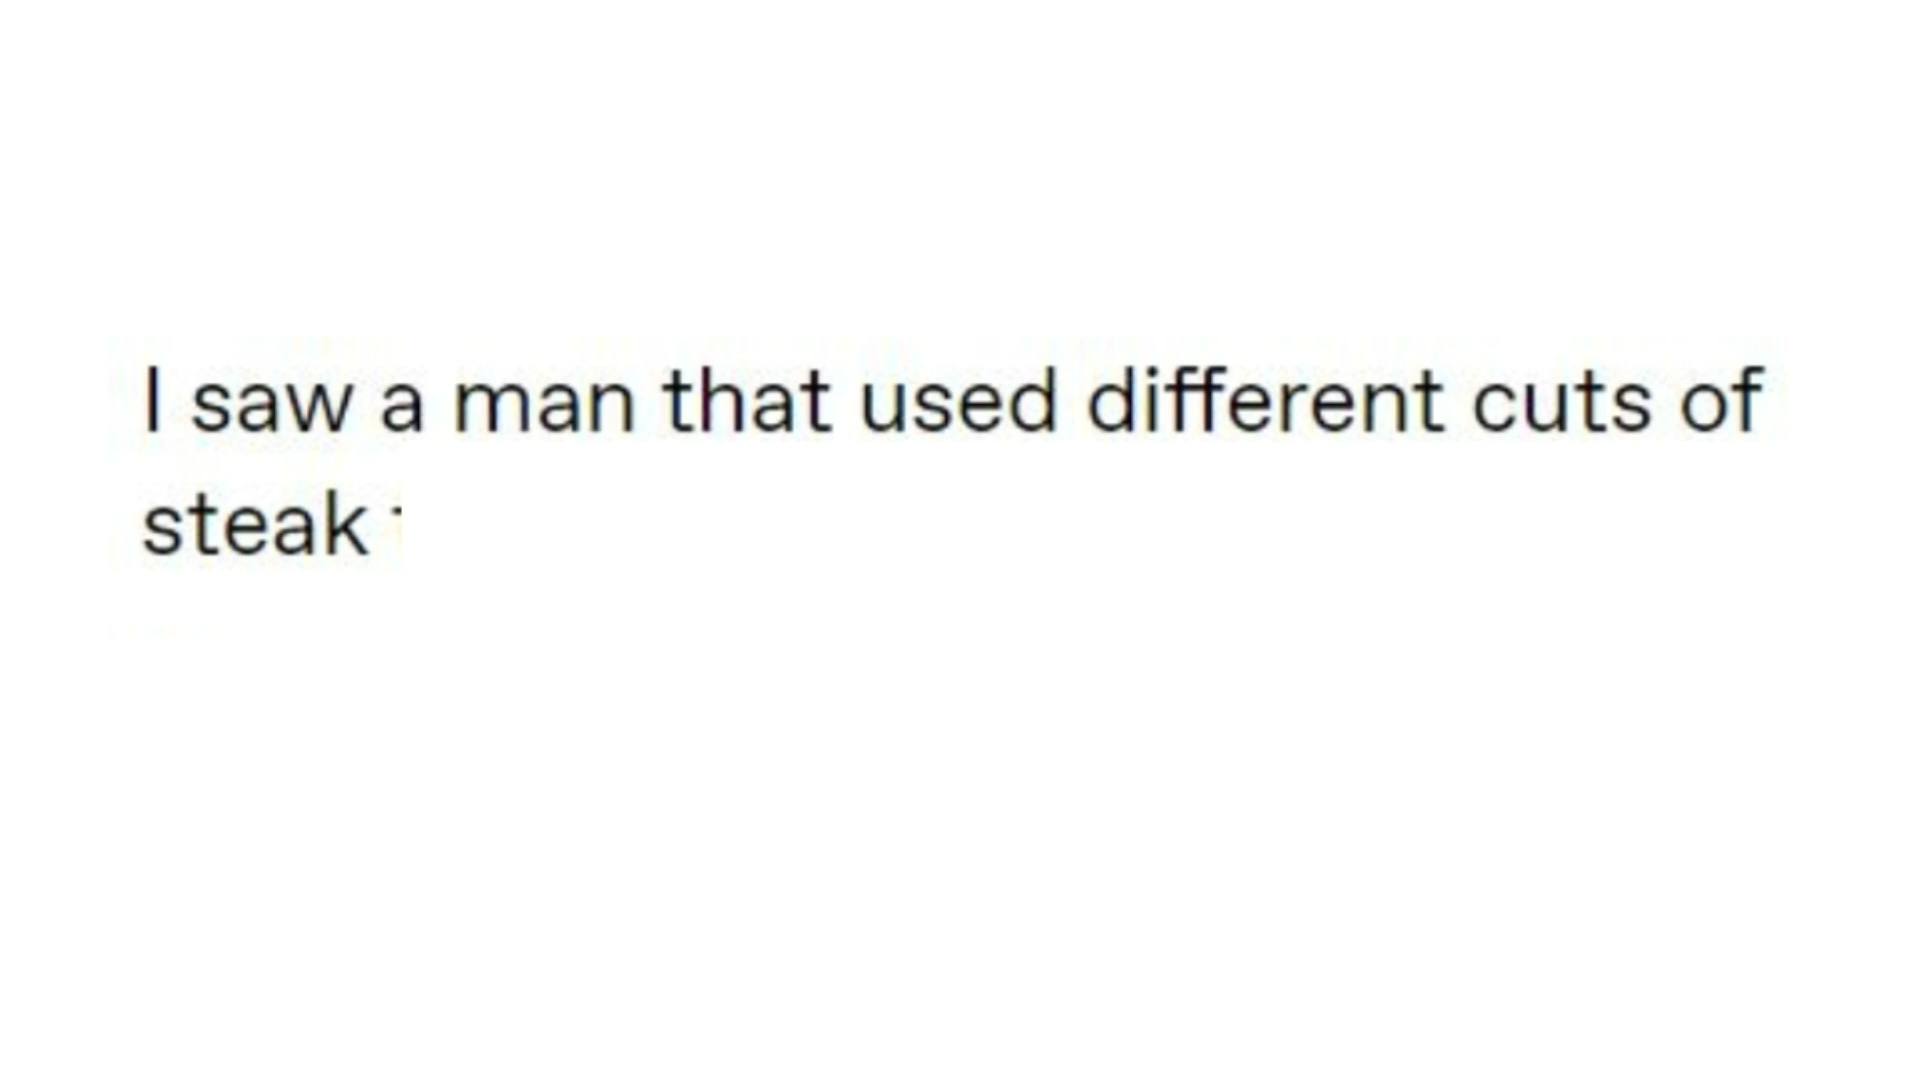 I saw a man that used different cuts of
steak